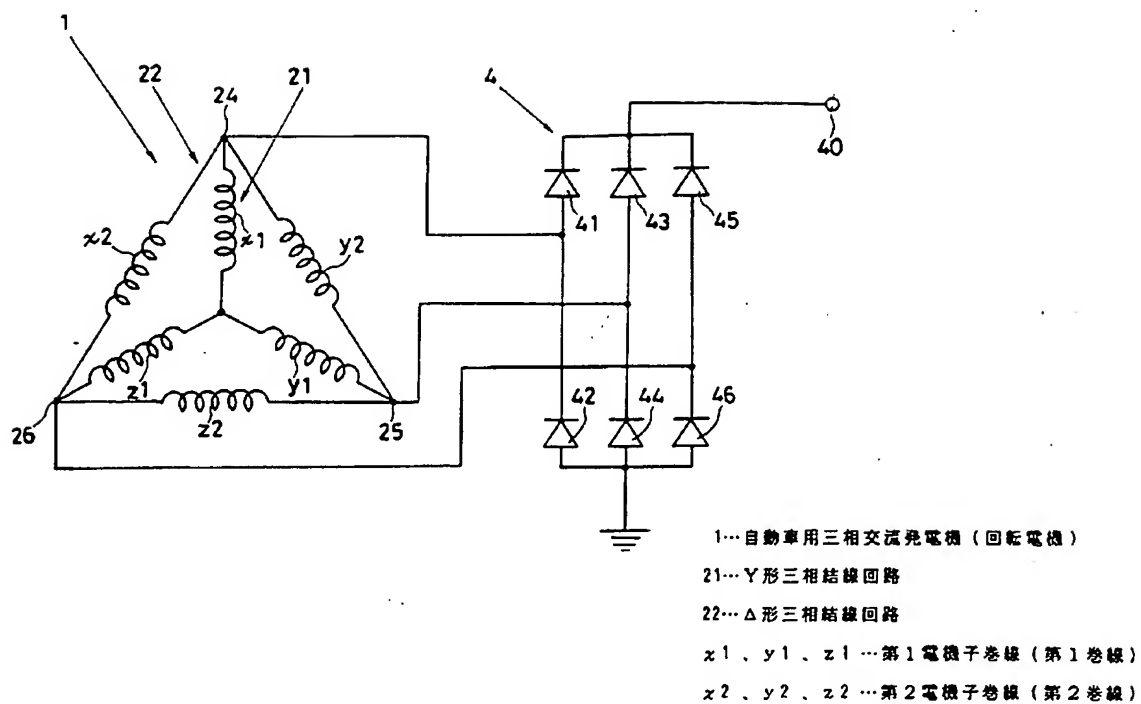 1
22
24
21
4
40
41
43
45
x2
x1
y2
z1
y1
z2
26
25
42
44
46
1…自動車用三相交流発電機(回転電機)
21…Y形三相結線回路
22…Δ形三相結線回路
x1、y1、z1…第1電機子巻線(第1巻線)
x2、y2、z2…第2電機子巻線(第2巻線)